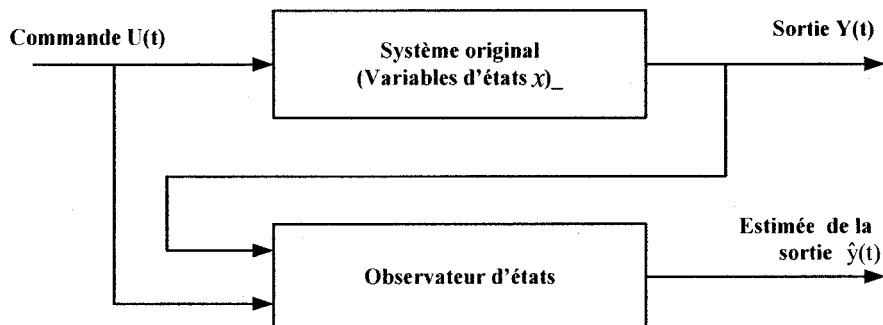 Commande U(t)
Système original
(Variables d'états x)_
Sortie Y(t)
Observateur d'états
Estimée de la
sortie ŷ(t)